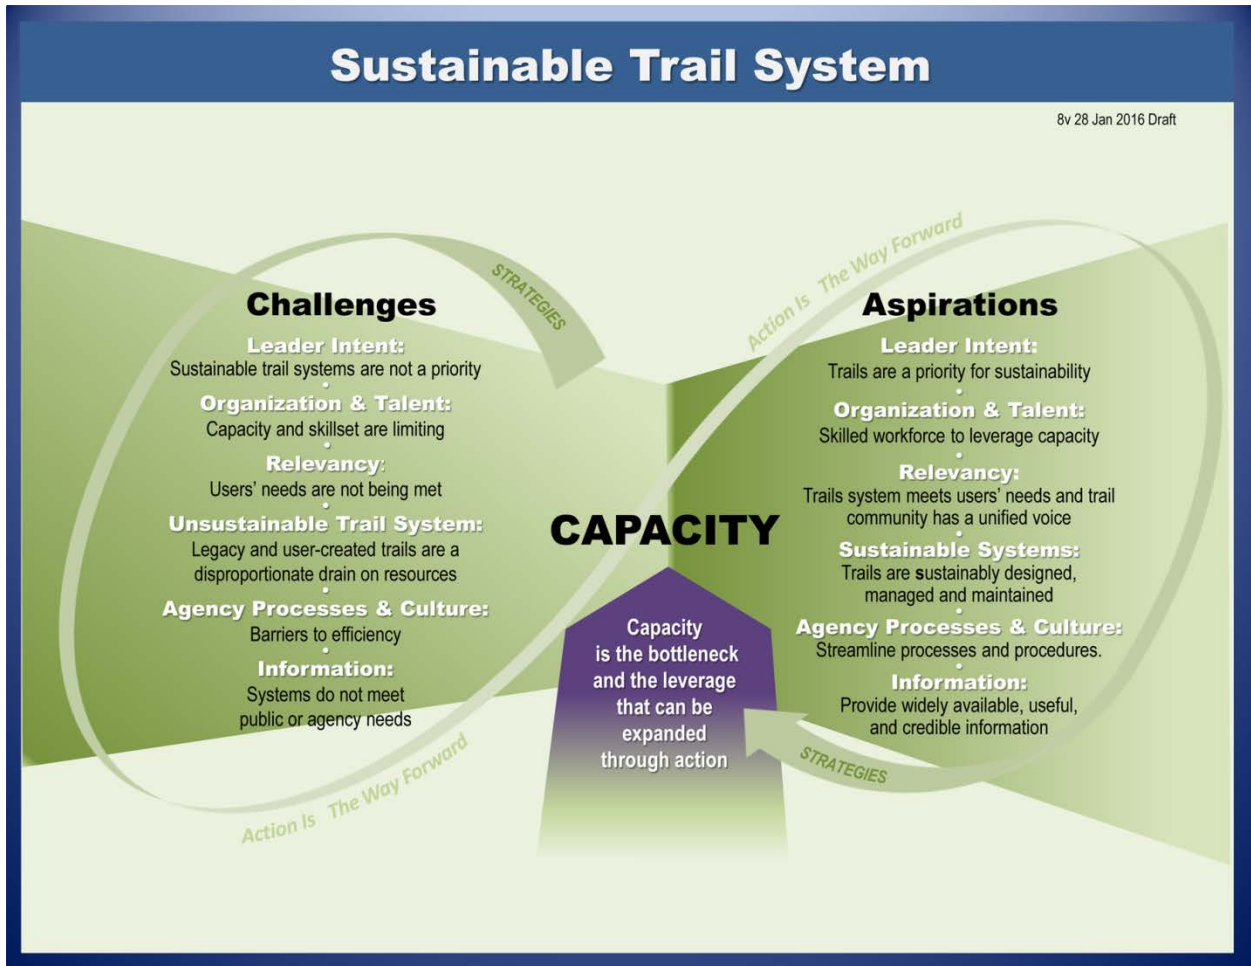 Sustainable Trail System
8v 28 Jan 2016 Draft
STRATEGIES
Action Is The Way Forward
Challenges
Leader Intent:
Sustainable trail systems are not a priority
Organization & Talent:
Capacity and skillset are limiting
Relevancy:
Users’ needs are not being met
Unsustainable Trail System:
Legacy and user-created trails are a
disproportionate drain on resources
Agency Processes & Culture:
Barriers to efficiency
Information:
Systems do not meet
public or agency needs
Action Is The Way Forward
CAPACITY
Capacity
is the bottleneck
and the leverage
that can be
expanded
through action
Aspirations
Leader Intent:
Trails are a priority for sustainability
Organization & Talent:
Skilled workforce to leverage capacity
Relevancy:
Trails system meets users’ needs and trail
community has a unified voice
Sustainable Systems:
Trails are sustainably designed,
managed and maintained
Agency Processes & Culture:
Streamline processes and procedures.
Information:
Provide widely available, useful,
and credible information
STRATEGIES